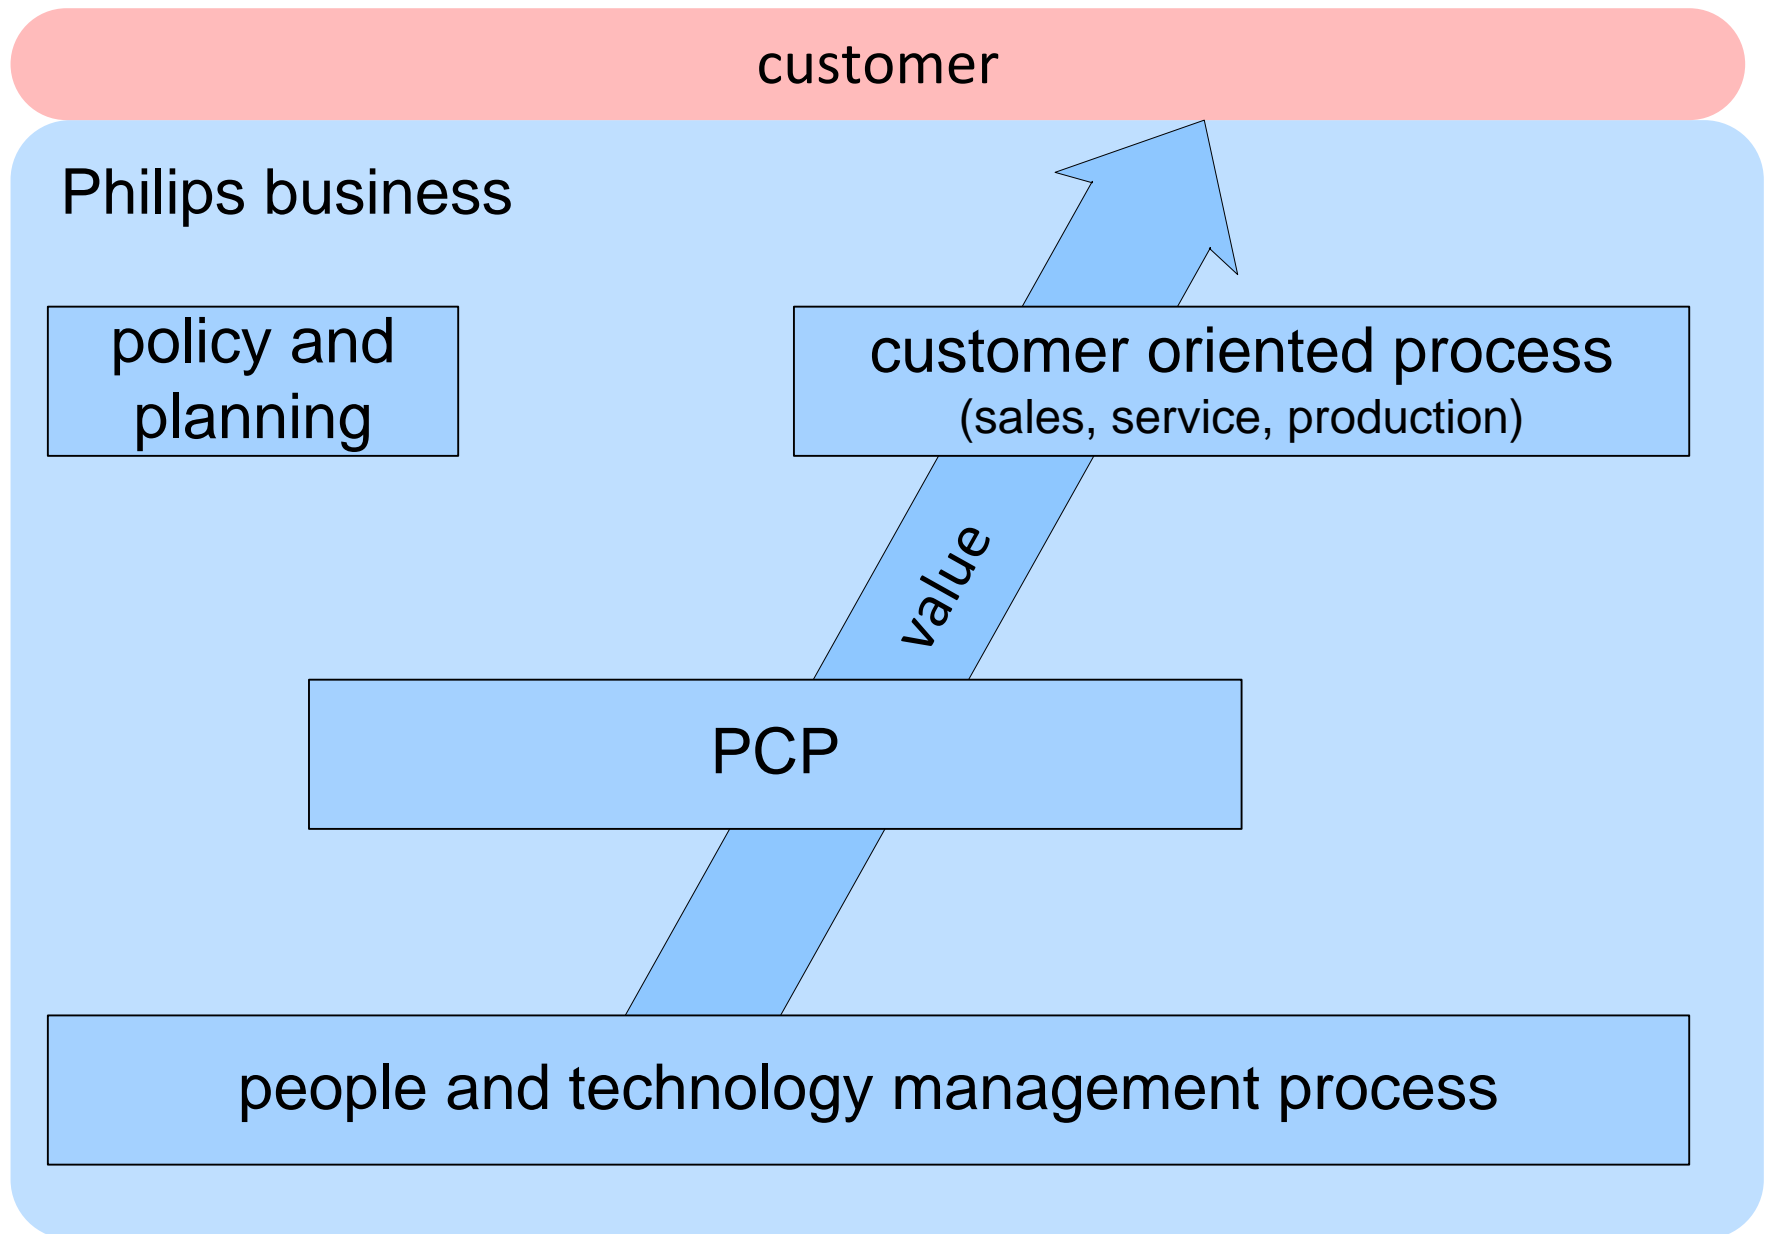 customer
Philips business
policy and
planning
customer oriented process
(sales, service, production)
value
PCP
people and technology management process